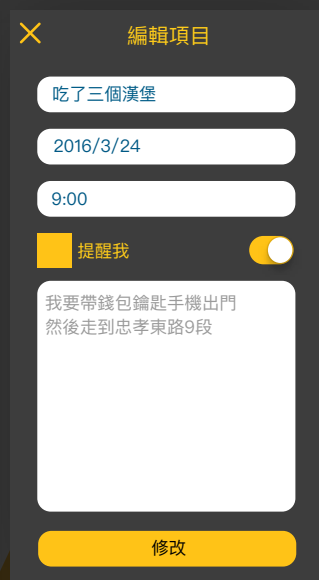 編輯項目
吃了三個漢堡
2016/3/24
9:00
提醒我
我要帶錢包鑰匙手機出門
然後走到忠孝東路9段
修改